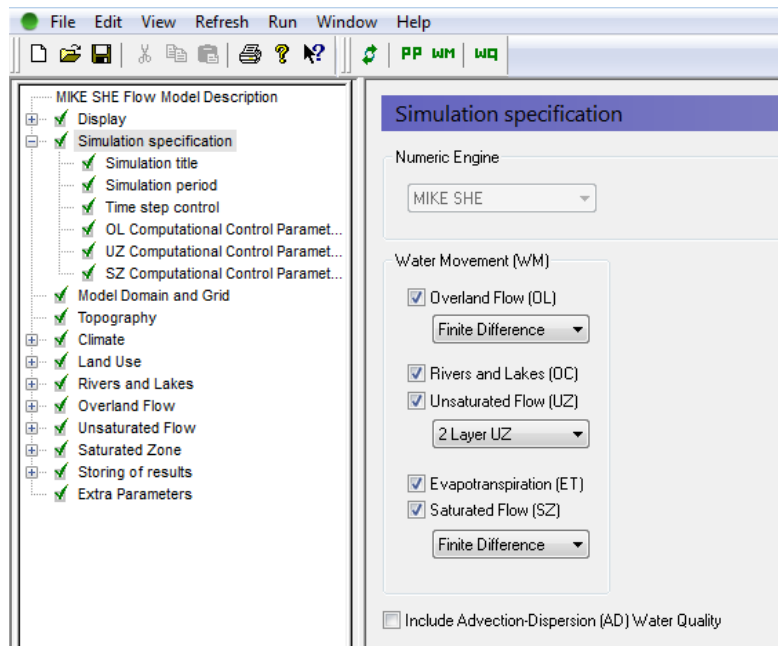 File Edit View Refresh Run Window Help
PP WM WQ
MIKE SHE Flow Model Description
Display
Simulation specification
Simulation title
Simulation period
Time step control
OL Computational Control Paramet...
UZ Computational Control Paramet...
SZ Computational Control Paramet...
Model Domain and Grid
Topography
Climate
Land Use
Rivers and Lakes
Overland Flow
Unsaturated Flow
Saturated Zone
Storing of results
Extra Parameters
Simulation specification
Numeric Engine
MIKE SHE
Water Movement (WM)
Overland Flow (OL)
Finite Difference
Rivers and Lakes (OC)
Unsaturated Flow (UZ)
2 Layer UZ
Evapotranspiration (ET)
Saturated Flow (SZ)
Finite Difference
Include Advection-Dispersion (AD) Water Quality